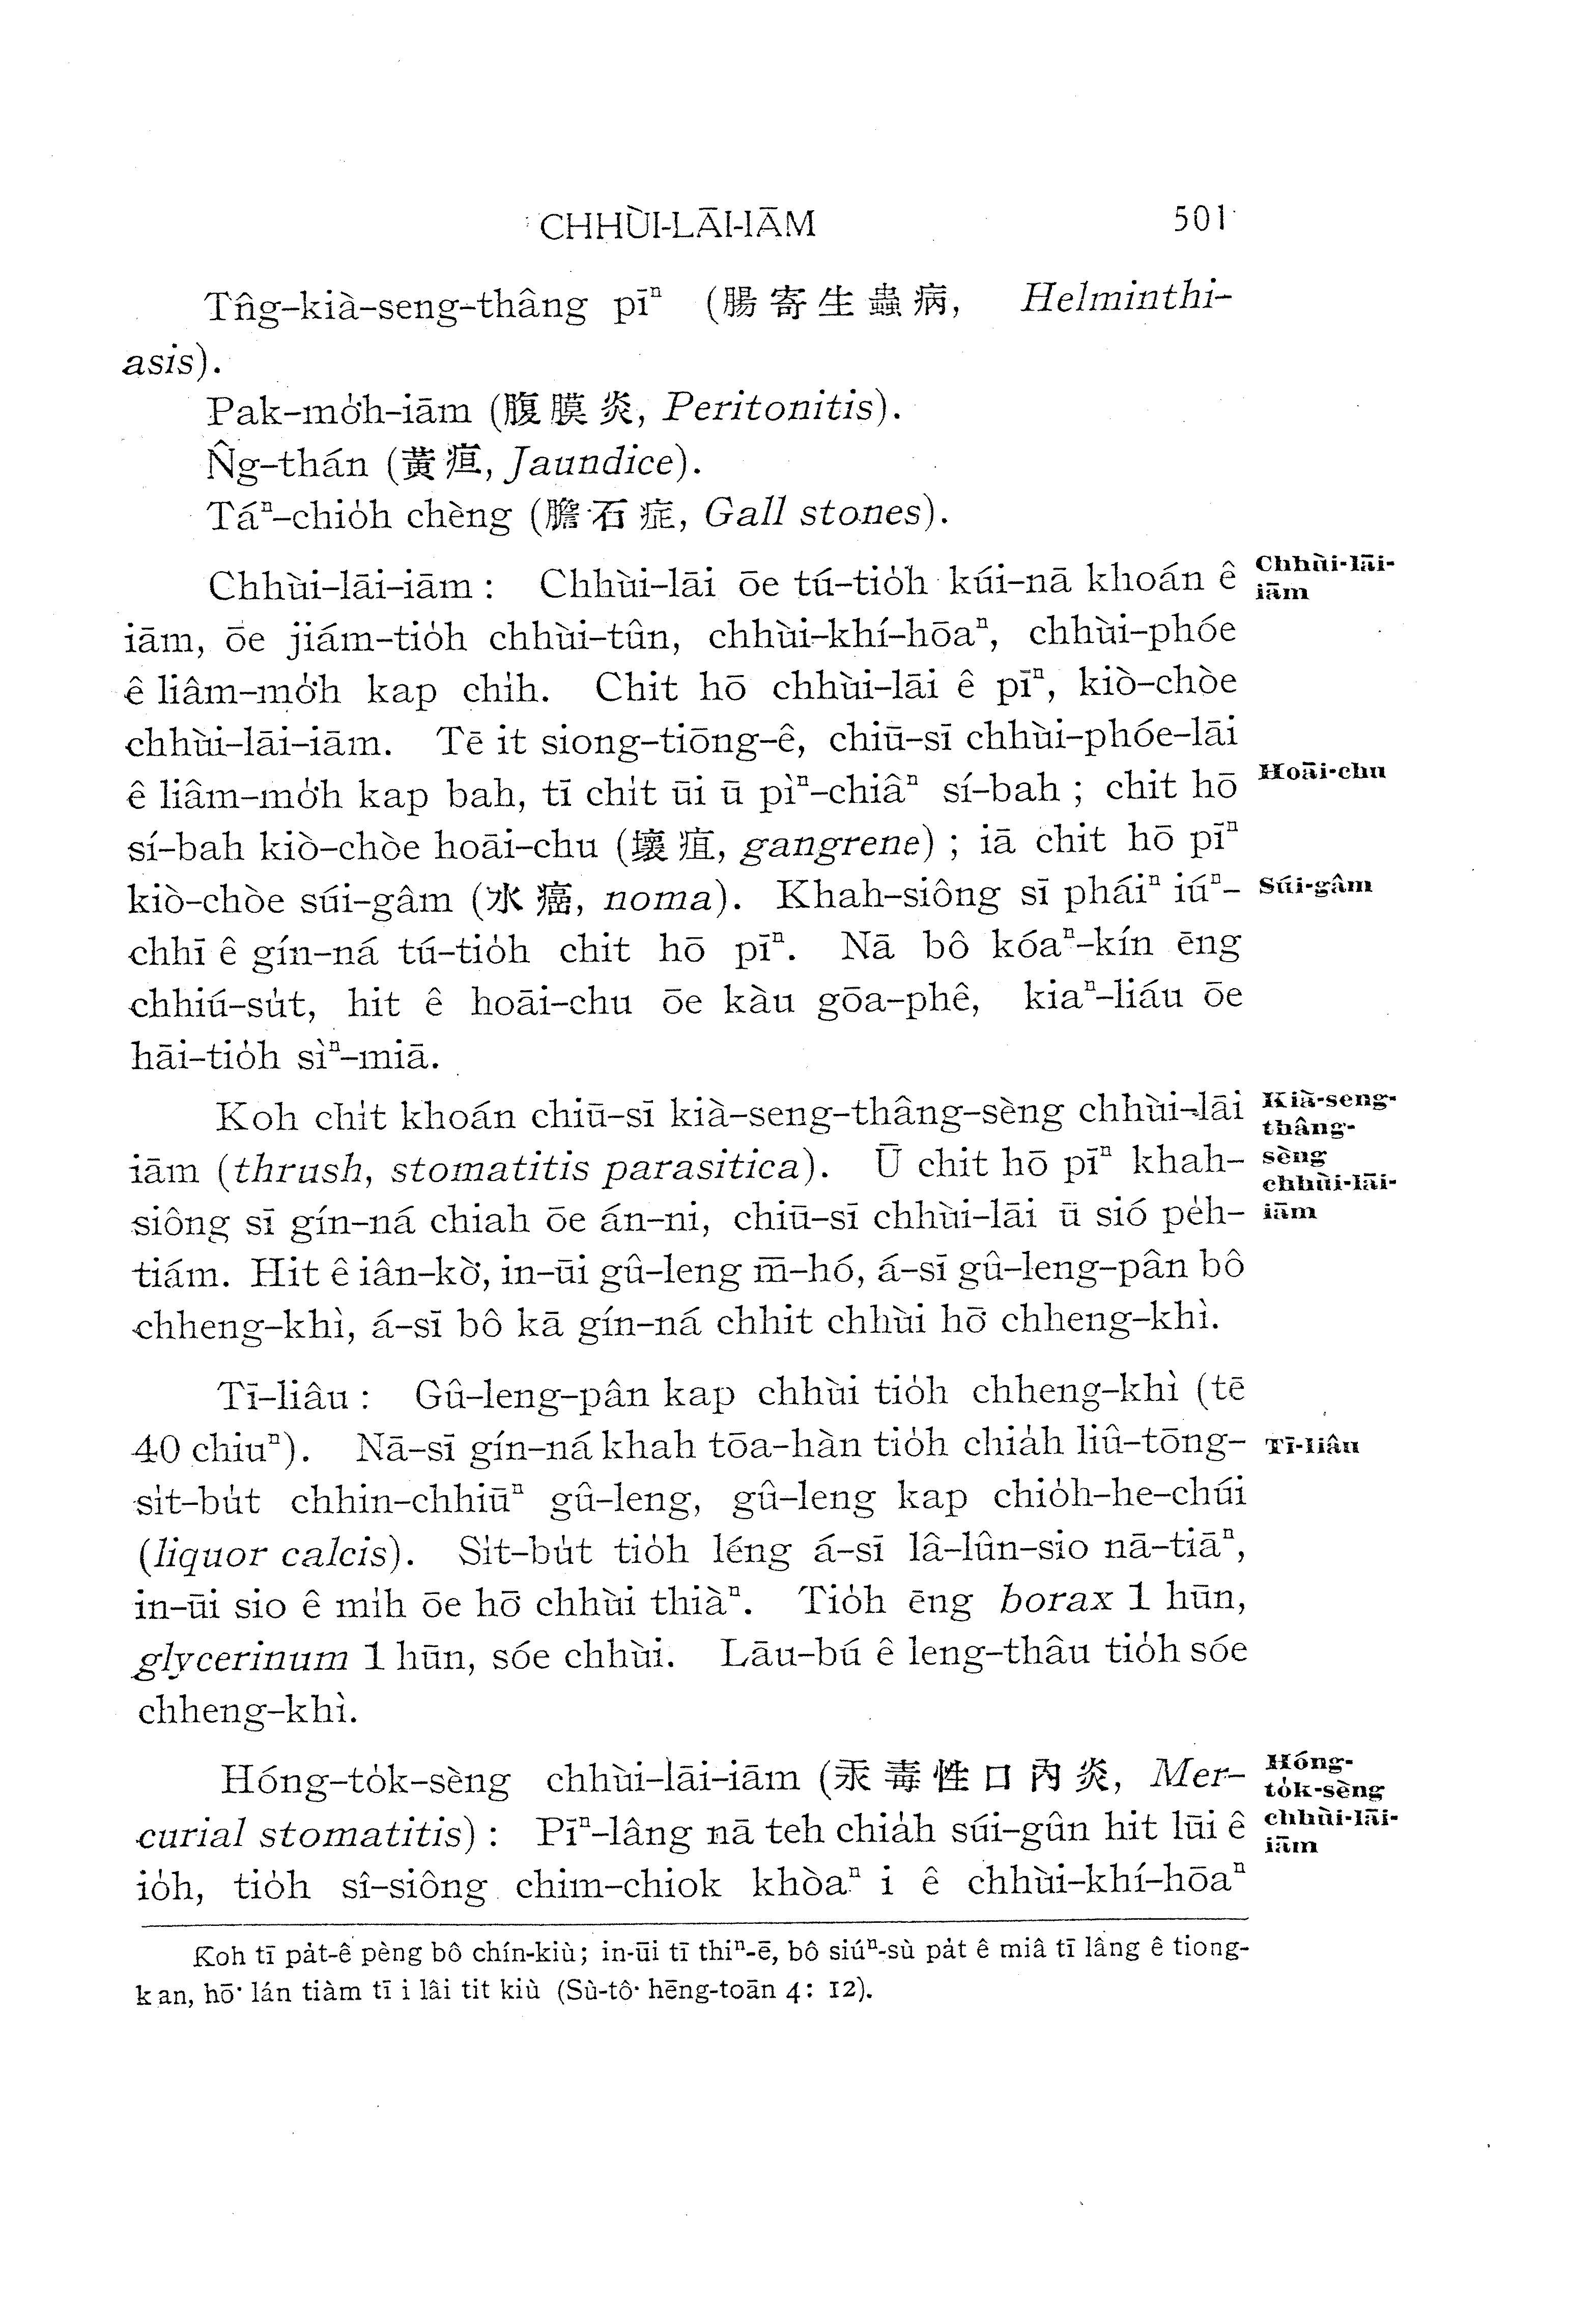 CHHÙI-LĀI-IĀM 501
Tn̂g-kià-seng-thâng pīⁿ (腸寄生蟲病, Helminthi-
asis).
Pak-mo̍͘h-iām (腹膜炎, Peritonitis).
N̂g-thán (黃疸, Jaundice).
Táⁿ-chio̍h chèng (膽石症, Gall stones).
Chhùi-lāi-iām: Chhùi-lāi ōe tú-tio̍h kúi-nā khoán ê
Chhùi-lāi-
iām
iām, ōe jiám-tio̍h chhùi-tûn, chhùi-khí-hōaⁿ, chhùi-phóe
ê liâm-mo̍͘h kap chih. Chit hō chhùi-lāi ê pīⁿ, kiò-chòe
chhùi-lāi-iām. Tē it siong-tiōng-ê, chiū-sī chhùi-phóe-lāi
ê liâm-mo̍͘h kap bah, tī chi̍t ūi ū pìⁿ-chiâⁿ sí-bah; chit hō
Hoāi-chu
sí-bah kiò-chòe hoāi-chu (壞疽, gangrene); iā chit hō pīⁿ
kiò-chòe súi-gâm (水癌, noma). Khah-siông sī pháiⁿ iúⁿ-
Súi-gâm
chhī ê gín-ná tú-tio̍h chit hō pīⁿ. Nā bô kóaⁿ-kín ēng
chhiú-su̍t, hit ê hoāi-chu ōe kàu gōa-phê, kiaⁿ-liáu ōe
hāi-tio̍h sìⁿ-miā.
Koh chi̍t khoán chiū-sī kià-seng-thâng-sèng chhùi-lāi
Kià-seng-
thâng-
sèng
chhùi-lāi-
iām
iām (thrush, stomatitis parasitica). Ū chit hō pīⁿ khah-
siông sī gín-ná chiah ōe án-ni, chiū-sī chhùi-lāi ū sió pe̍h-
tiám. Hit ê iân-kò͘, in-ūi gû-leng m̄-hó, á-sī gû-leng-pân bô
chheng-khì, á-sī bô kā gín-ná chhit chhùi hō͘ chheng-khì.
Tī-liâu: Gû-leng-pân kap chhùi tio̍h chheng-khì (tē
40 chiuⁿ). Nā-sī gín-ná khah tōa-hàn tio̍h chia̍h liû-tōng-
Tī-liâu
si̍t-bu̍t chhin-chhiūⁿ gû-leng, gû-leng kap chio̍h-he-chúi
(liquor calcis). Si̍t-bu̍t tio̍h léng á-sī lâ-lûn-sio nā-tiāⁿ,
in-ūi sio ê mi̍h ōe hō͘ chhùi thiàⁿ. Tio̍h ēng borax 1 hūn,
glycerinum 1 hūn, sóe chhùi. Lāu-bú ê leng-thâu tio̍h sóe
chheng-khì.
Hóng-to̍k-sèng chhùi-lāi-iām (汞毒性口內炎, Mer-
Hóng-
to̍k-sèng
chhùi-lāi-
iām
curial stomatitis): Pīⁿ-lâng nā teh chia̍h súi-gûn hit lūi ê
io̍h, tio̍h sî-siông chim-chiok khòaⁿ i ê chhùi-khí-hōaⁿ
Koh tī pa̍t-ê pèng bô chín-kiù; in-ūi tī thiⁿ-ē, bô siúⁿ-sù pa̍t ê miâ tī lâng ê tiong-
kan, hō͘ lán tiàm tī i lâi tit kiù (Sù-tô͘ hēng-toān 4: 12).